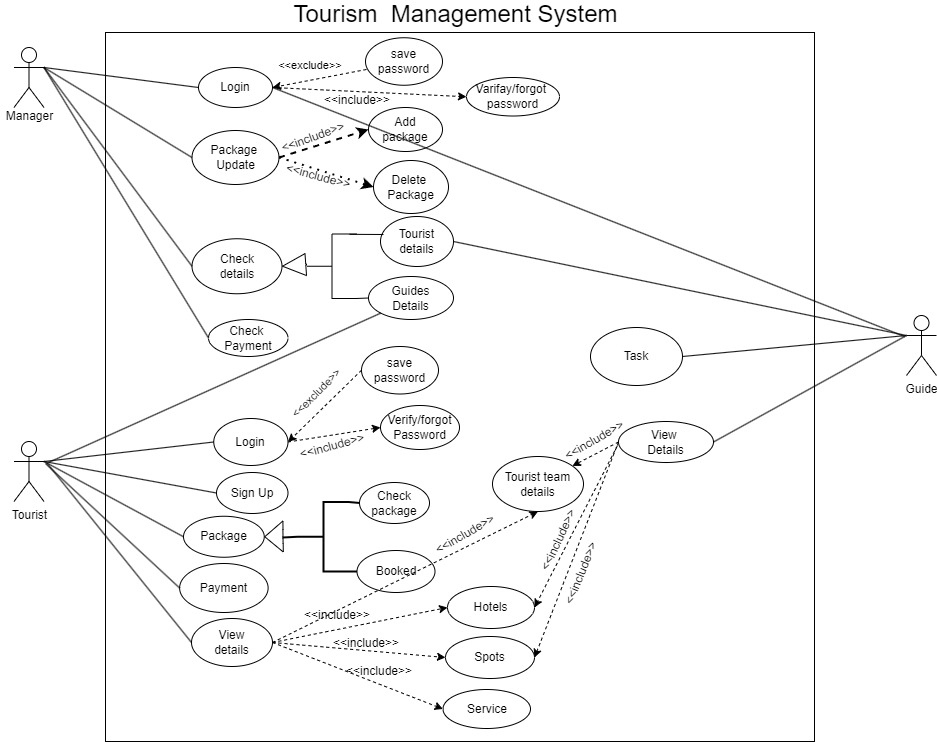 Tourism  Management System
save
password
<<exclude>>
Login
Varifay/forgot
password
<<include>>
Manager
Add
package
<<include>>
Package
Update
<<include>>
Delete
Package
Tourist
details
Check
details
Guides
Details
Check
Payment
Task
Guide
save
password
<<exclude>>
Login
Verify/forgot
Password
<<include>>
View
Details
<<include>>
Tourist team
details
Sign Up
Tourist
Check
package
Package
<<include>>
<<include>>
<<include>>
Booked
Payment
Hotels
<<include>>
View
details
<<include>>
Spots
<<include>>
Service